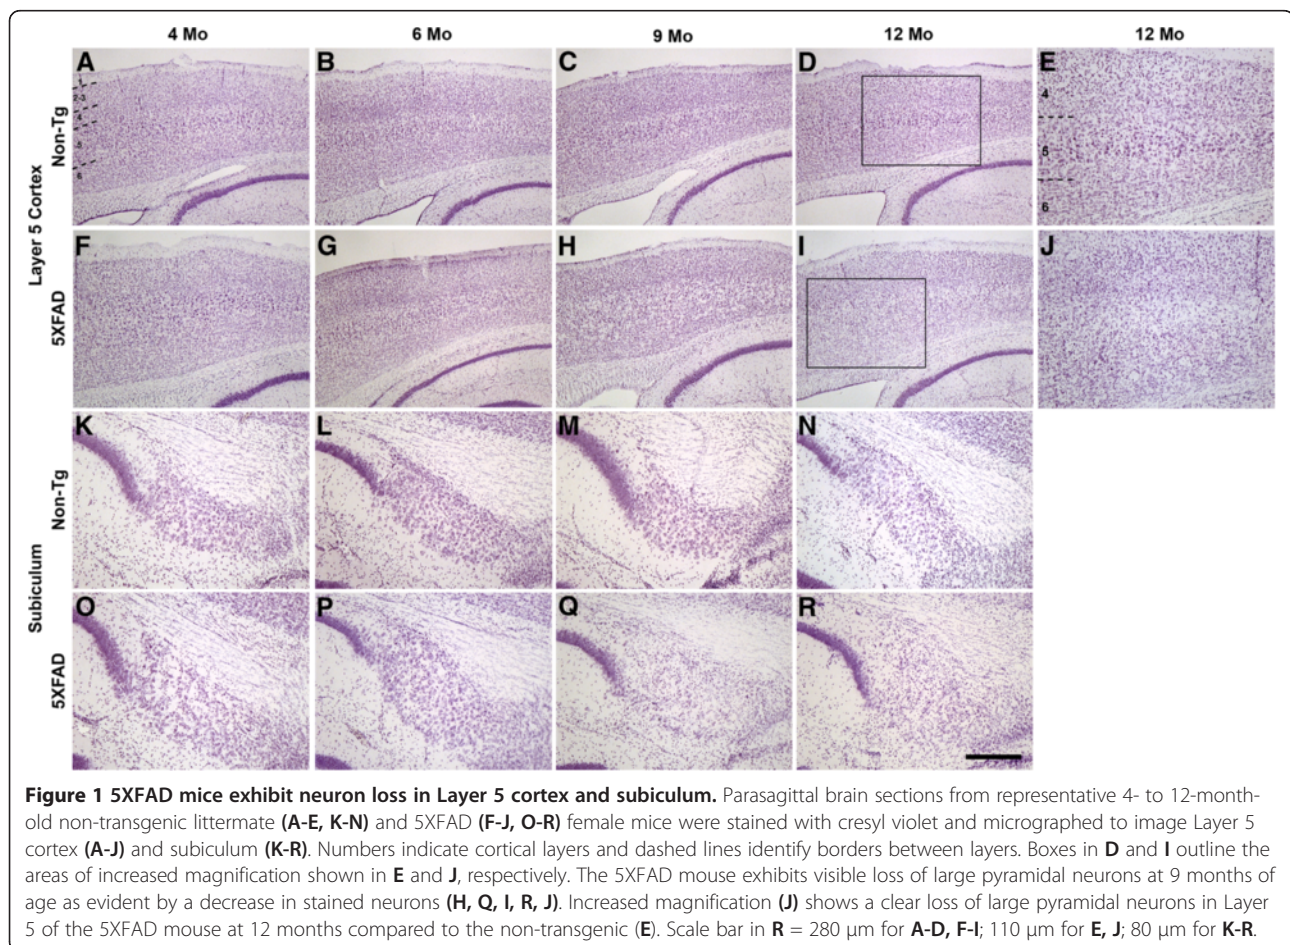 4 Mo
6 Mo
9 Mo
12 Mo
12 Mo
Layer 5 Cortex
Non-Tg
A
B
C
D
E
1
2-3
4
5
6
4
5
6
5XFAD
F
G
H
I
J
Subiculum
Non-Tg
K
L
M
N
5XFAD
O
P
Q
R
Figure 1 5XFAD mice exhibit neuron loss in Layer 5 cortex and subiculum. Parasagittal brain sections from representative 4- to 12-month-
old non-transgenic littermate (A-E, K-N) and 5XFAD (F-J, O-R) female mice were stained with cresyl violet and micrographed to image Layer 5
cortex (A-J) and subiculum (K-R). Numbers indicate cortical layers and dashed lines identify borders between layers. Boxes in D and I outline the
areas of increased magnification shown in E and J, respectively. The 5XFAD mouse exhibits visible loss of large pyramidal neurons at 9 months of
age as evident by a decrease in stained neurons (H, Q, I, R, J). Increased magnification (J) shows a clear loss of large pyramidal neurons in Layer
5 of the 5XFAD mouse at 12 months compared to the non-transgenic (E). Scale bar in R = 280 μm for A-D, F-I; 110 μm for E, J; 80 μm for K-R.